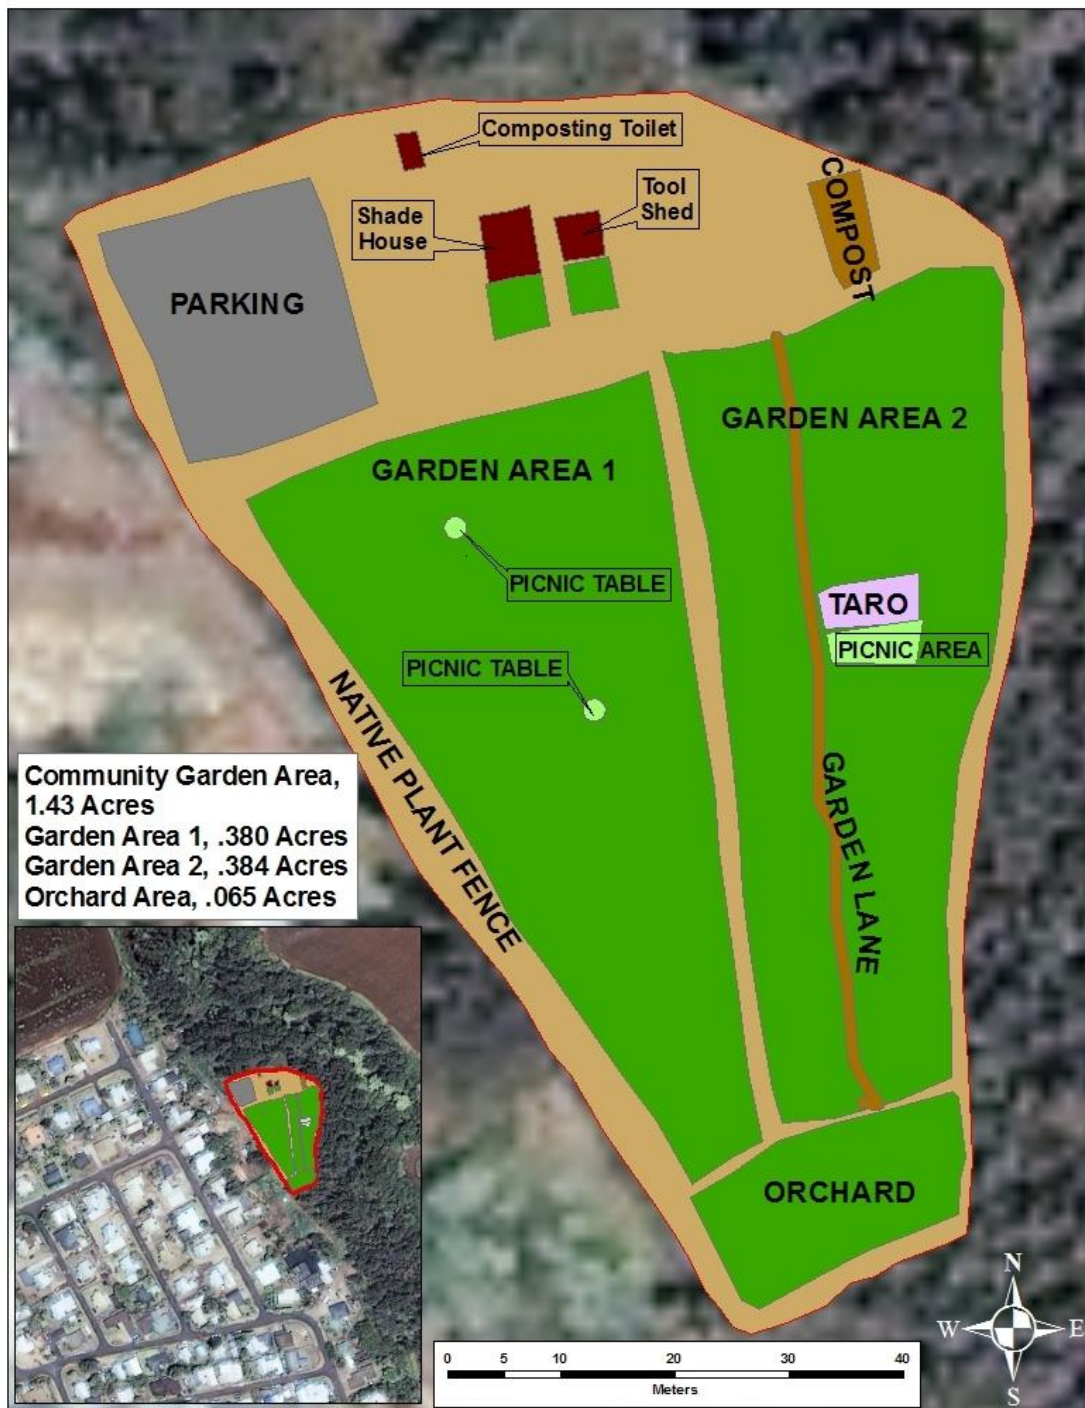 Composting Toilet
Shade
House
Tool
Shed
COMPOST
PARKING
GARDEN AREA 1
GARDEN AREA 2
PICNIC TABLE
TARO
PICNIC AREA
PICNIC TABLE
NATIVE PLANT FENCE
GARDEN LANE
Community Garden Area,
1.43 Acres
Garden Area 1, .380 Acres
Garden Area 2, .384 Acres
Orchard Area, .065 Acres
ORCHARD
N
W E
S
0 5 10 20 30 40
Meters